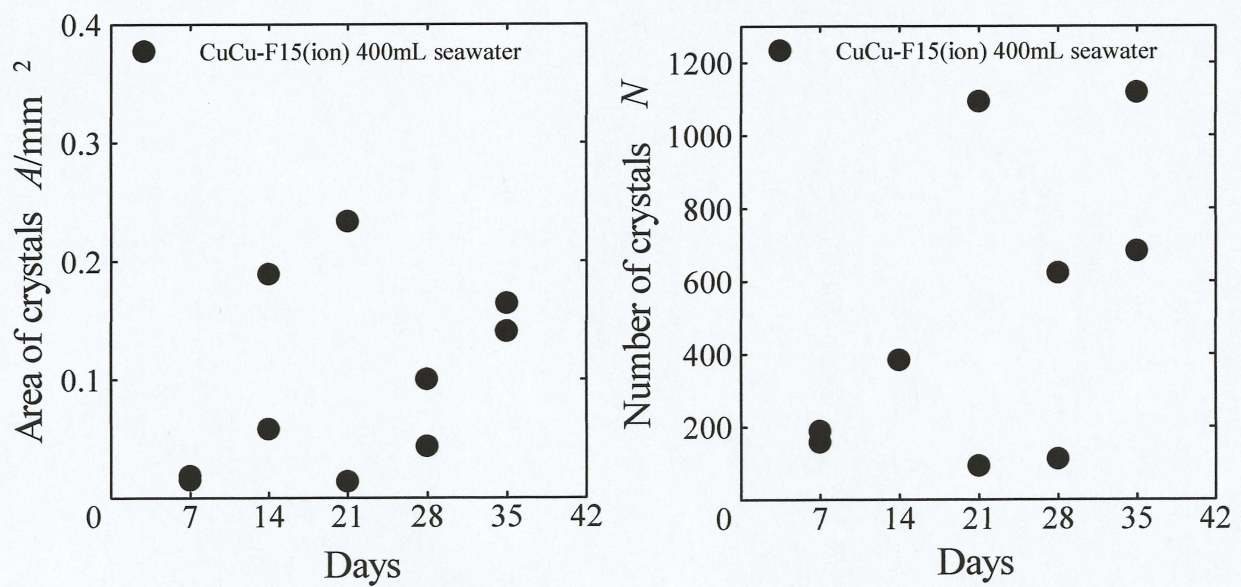 0.4
0.3
0.2
0.1
0
7 14 21 28 35 42
Days
Area of crystals A/mm 2
CuCu-F15(ion) 400mL seawater
1200
1000
800
600
400
200
0
7 14 21 28 35 42
Days
Number of crystals N
CuCu-F15(ion) 400mL seawater